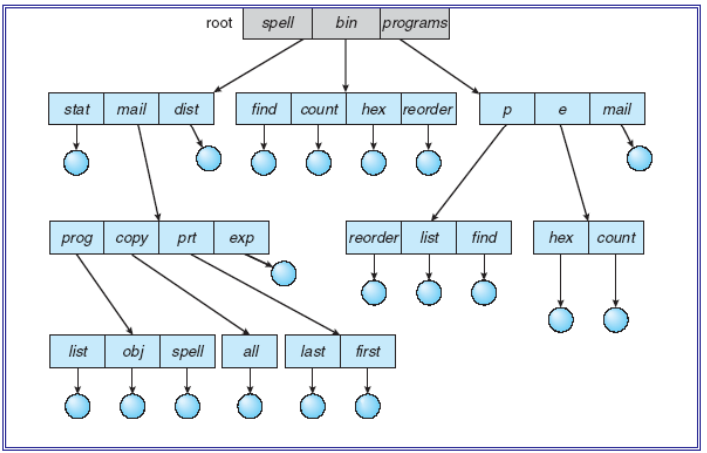 root spell bin programs
stat mail dist find count hex reorder p e mail
prog copy prt exp reorder list find hex count
list obj spell all last first